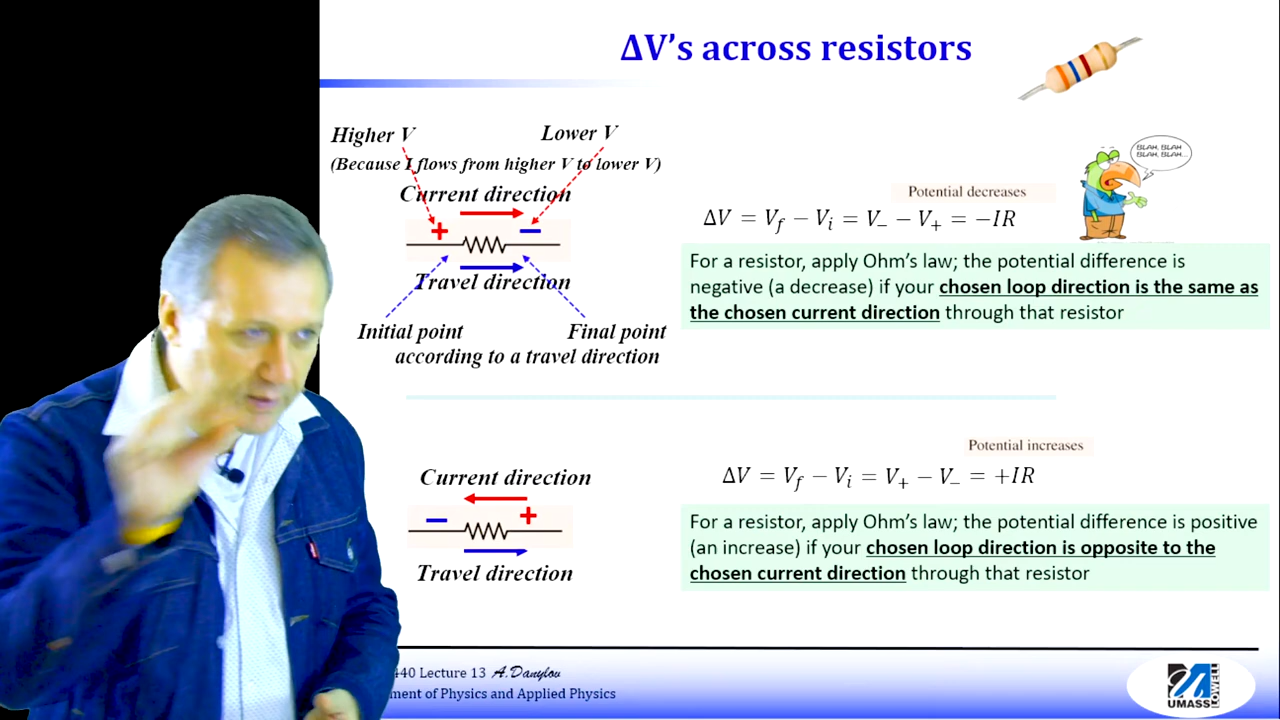 ΔV's across resistors
Higher V
Lower V
(Because I flows from higher V to lower V)
Current direction
+
−
Travel direction
Initial point
Final point
according to a travel direction
Potential decreases
ΔV = V_f − V_i = V_− − V_+ = −IR
BLAH, BLAH
BLAH, BLAH...
For a resistor, apply Ohm's law; the potential difference is
negative (a decrease) if your chosen loop direction is the same as
the chosen current direction through that resistor
Potential increases
ΔV = V_f − V_i = V_+ − V_− = +IR
Current direction
−
+
Travel direction
For a resistor, apply Ohm's law; the potential difference is positive
(an increase) if your chosen loop direction is opposite to the
chosen current direction through that resistor
440 Lecture 13 A. Danylov
ment of Physics and Applied Physics
UMASS
LOWELL